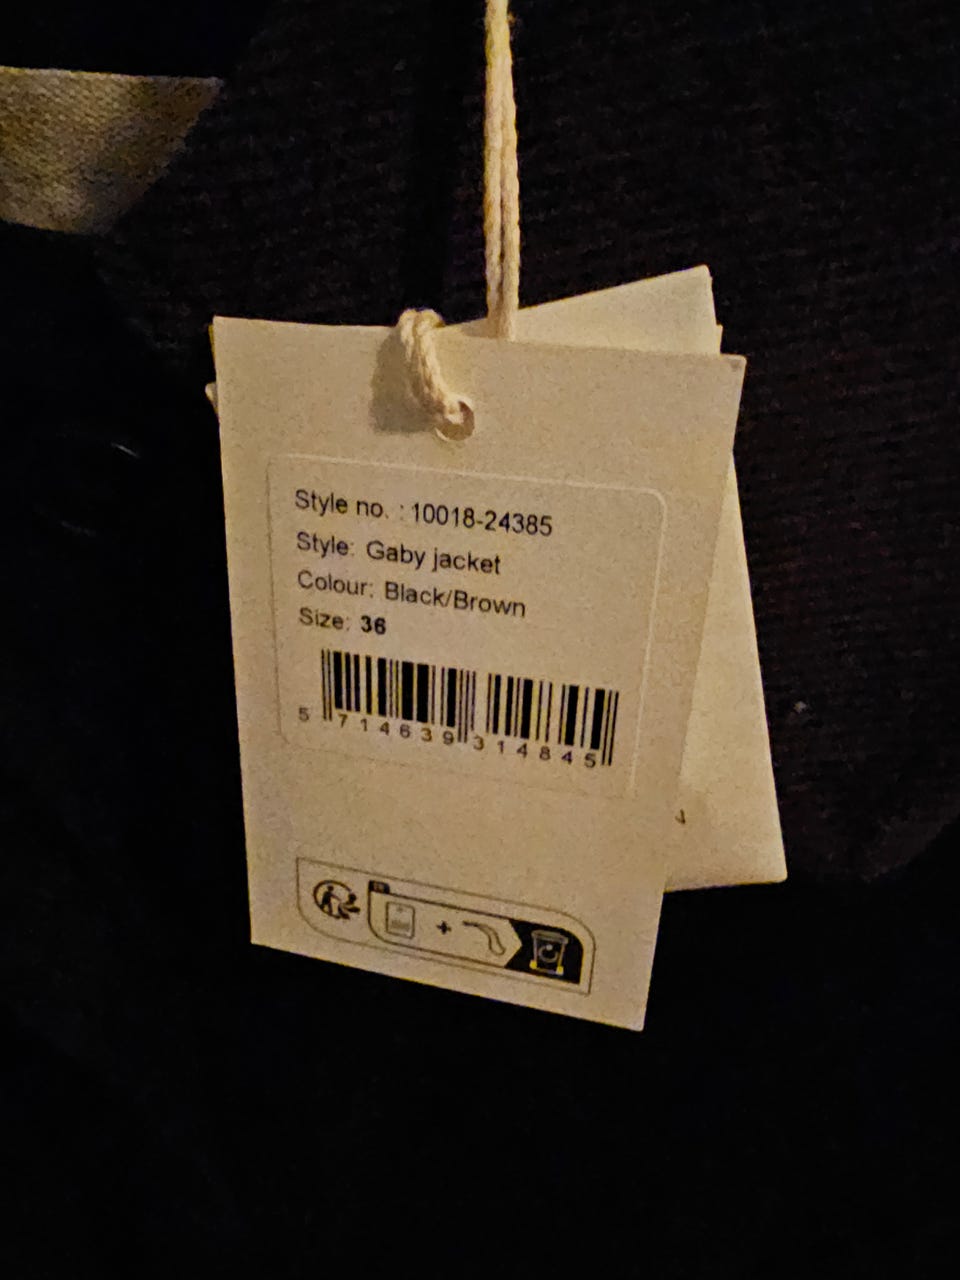 Style no. : 10018-24385
Style: Gaby jacket
Colour: Black/Brown
Size: 36
5 714639 314845
+